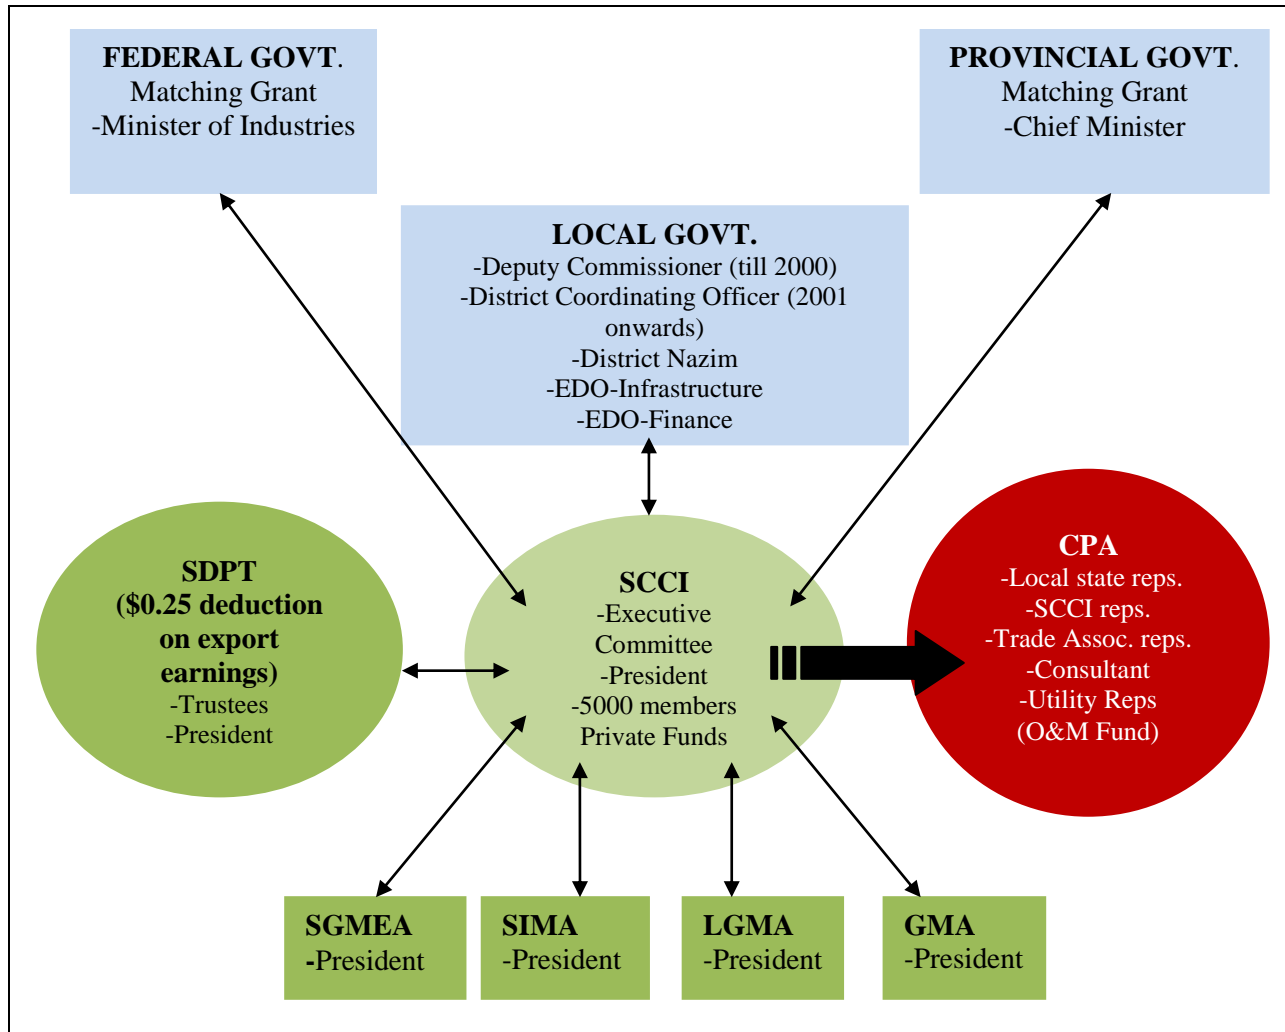 FEDERAL GOVT.
Matching Grant
-Minister of Industries
PROVINCIAL GOVT.
Matching Grant
-Chief Minister
LOCAL GOVT.
-Deputy Commissioner (till 2000)
-District Coordinating Officer (2001
onwards)
-District Nazim
-EDO-Infrastructure
-EDO-Finance
SDPT
($0.25 deduction
on export
earnings)
-Trustees
-President
SCCI
-Executive
Committee
-President
-5000 members
Private Funds
CPA
-Local state reps.
-SCCI reps.
-Trade Assoc. reps.
-Consultant
-Utility Reps
(O&M Fund)
SGMEA
-President
SIMA
-President
LGMA
-President
GMA
-President